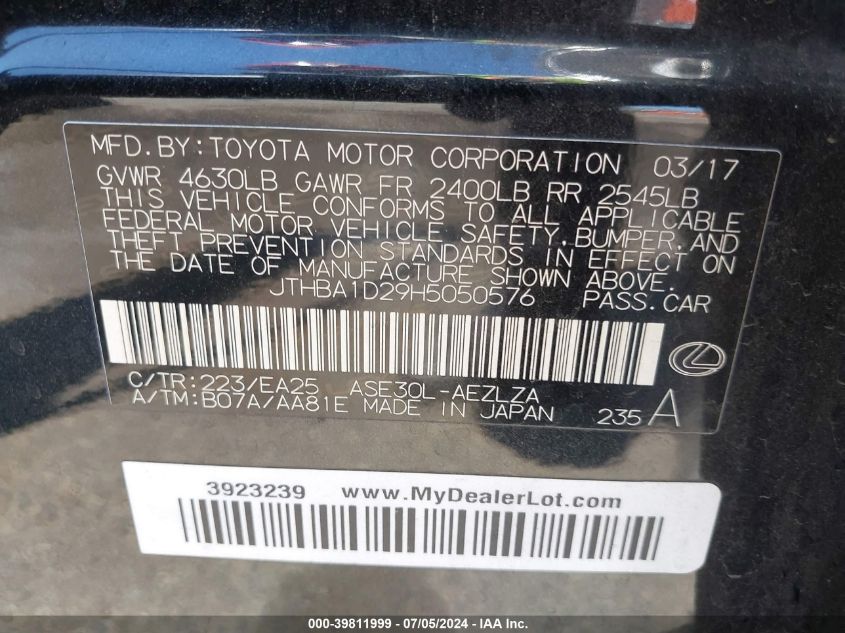 MFD.BY:TOYOTA MOTOR CORPORATION 03/17
GVWR 4630LB GAWR FR 2400LB RR 2545LB
THIS VEHICLE CONFORMS TO ALL APPLICABLE
FEDERAL MOTOR VEHICLE SAFETY,BUMPER,AND
THEFT PREVENTION STANDARDS IN EFFECT ON
THE DATE OF MANUFACTURE SHOWN ABOVE.
JTHBA1D29H5050576 PASS.CAR
C/TR:223/EA25 ASE30L-AEZLZA
A/TM:B07A/AA81E MADE IN JAPAN 235 A
3923239 www.MyDealerLot.com
000-39811999 - 07/05/2024 - IAA Inc.